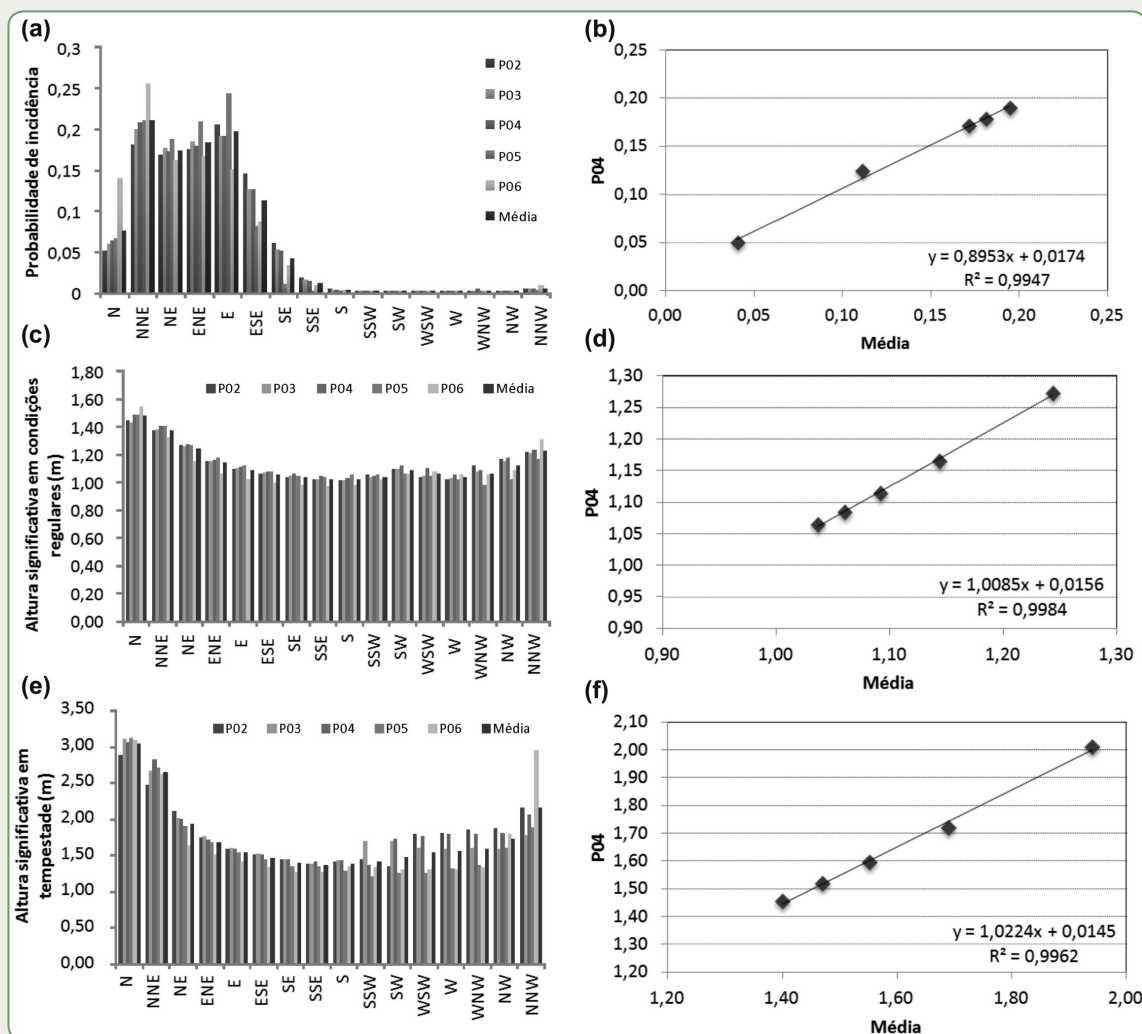 (a)
Probabilidade de incidência
0,3
0,25
0,2
0,15
0,1
0,05
0
P02
P03
P04
P05
P06
Média
N NNE NE ENE E ESE SE SSE S SSW SW WSW W WNW NW NNW
(b)
P04
0,25
0,20
0,15
0,10
0,05
0,00
y = 0,8953x + 0,0174
R² = 0,9947
0,00 0,05 0,10 0,15 0,20 0,25
Média
(c)
Altura significativa em condições
regulares (m)
1,80
1,60
1,40
1,20
1,00
0,80
0,60
0,40
0,20
0,00
P02 P03 P04 P05 P06 Média
N NNE NE ENE E ESE SE SSE S SSW SW WSW W WNW NW NNW
(d)
P04
1,30
1,25
1,20
1,15
1,10
1,05
1,00
0,95
0,90
y = 1,0085x + 0,0156
R² = 0,9984
0,90 1,00 1,10 1,20 1,30
Média
(e)
Altura significativa em
tempestade (m)
3,50
3,00
2,50
2,00
1,50
1,00
0,50
0,00
P02 P03 P04 P05 P06 Média
N NNE NE ENE E ESE SE SSE S SSW SW WSW W WNW NW NNW
(f)
P04
2,10
2,00
1,90
1,80
1,70
1,60
1,50
1,40
1,30
1,20
y = 1,0224x + 0,0145
R² = 0,9962
1,20 1,40 1,60 1,80 2,00
Média